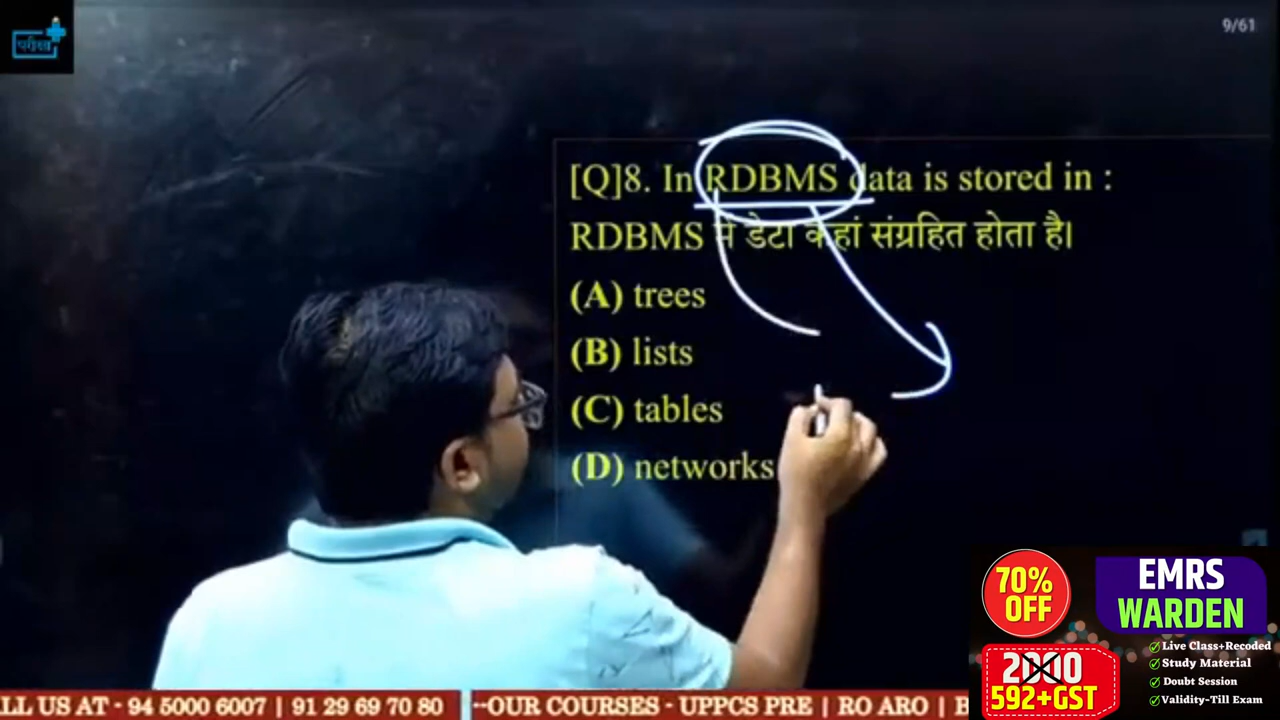 परीक्षा
9/61
[Q]8. In RDBMS data is stored in :
RDBMS में डेटा कहां संग्रहित होता है।
(A) trees
(B) lists
(C) tables
(D) networks
70%
OFF
EMRS
WARDEN
2000
592+GST
Live Class+Recoded
Study Material
Doubt Session
Validity-Till Exam
LL US AT - 94 5000 6007 | 91 29 69 70 80 --OUR COURSES - UPPCS PRE | RO ARO | B